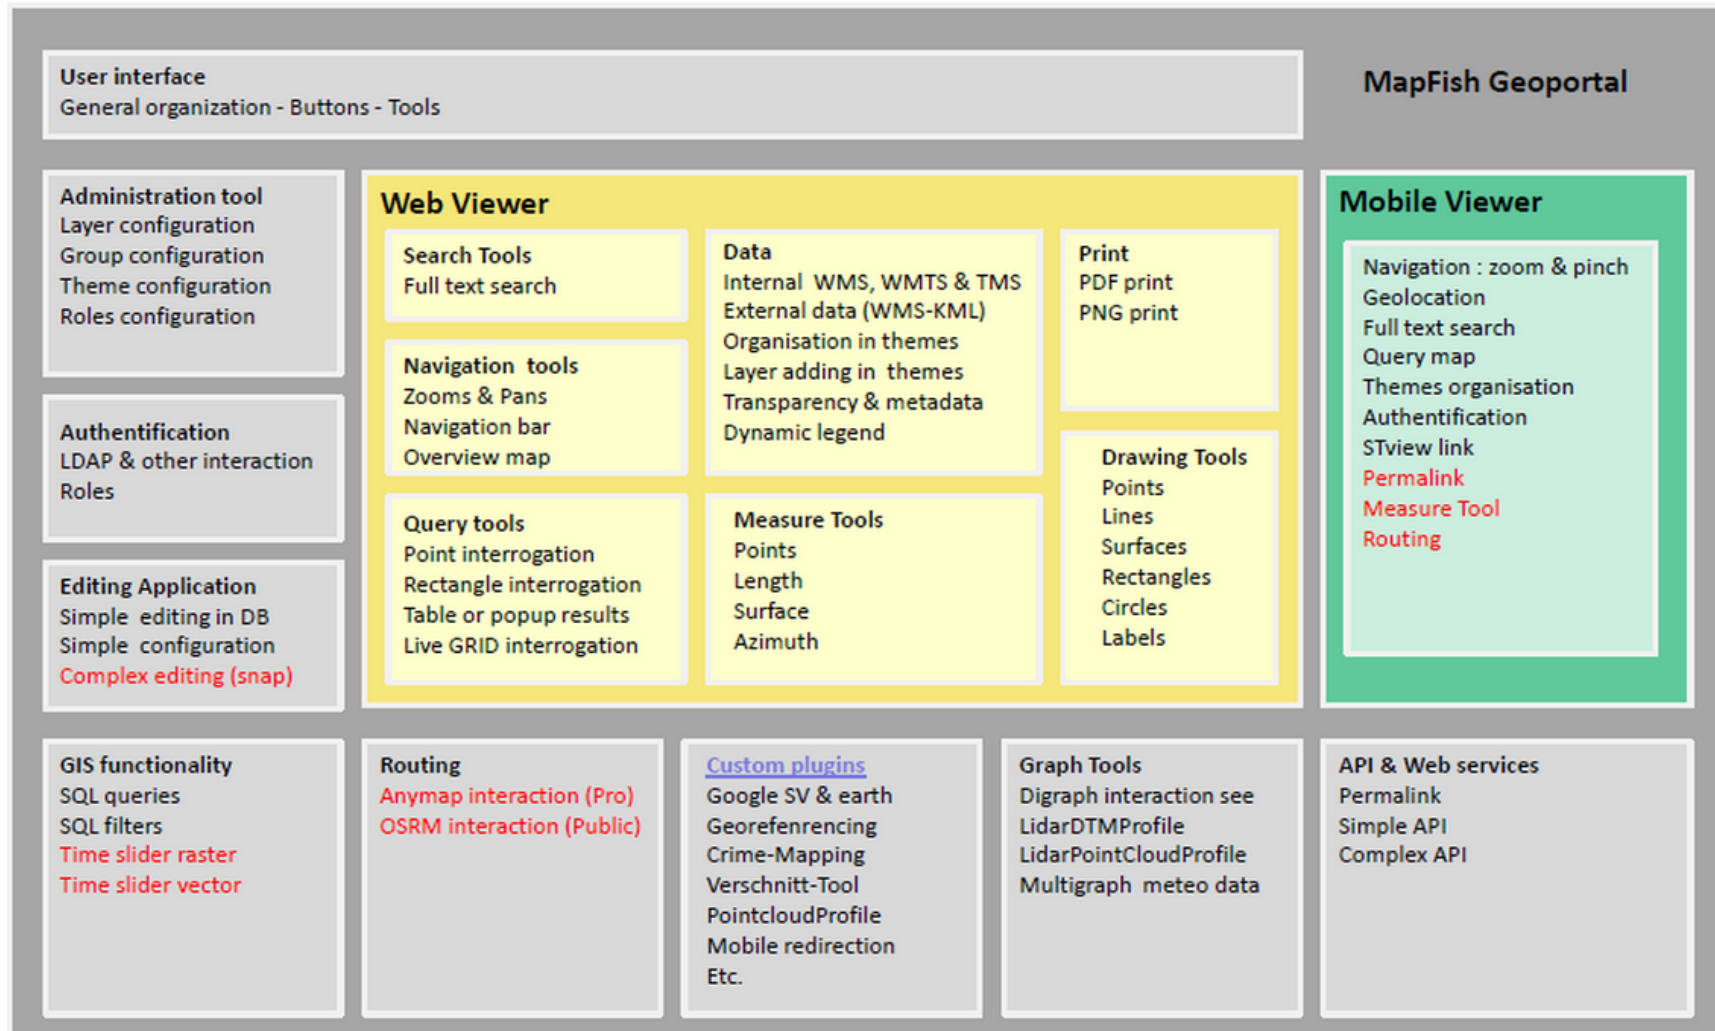 User interface
General organization - Buttons - Tools
MapFish Geoportal
Administration tool
Layer configuration
Group configuration
Theme configuration
Roles configuration
Authentification
LDAP & other interaction
Roles
Editing Application
Simple editing in DB
Simple configuration
Complex editing (snap)
Web Viewer
Search Tools
Full text search
Navigation tools
Zooms & Pans
Navigation bar
Overview map
Query tools
Point interrogation
Rectangle interrogation
Table or popup results
Live GRID interrogation
Data
Internal WMS, WMTS & TMS
External data (WMS-KML)
Organisation in themes
Layer adding in themes
Transparency & metadata
Dynamic legend
Measure Tools
Points
Length
Surface
Azimuth
Print
PDF print
PNG print
Drawing Tools
Points
Lines
Surfaces
Rectangles
Circles
Labels
Mobile Viewer
Navigation : zoom & pinch
Geolocation
Full text search
Query map
Themes organisation
Authentification
STview link
Permalink
Measure Tool
Routing
GIS functionality
SQL queries
SQL filters
Time slider raster
Time slider vector
Routing
Anymap interaction (Pro)
OSRM interaction (Public)
Custom plugins
Google SV & earth
Georefenrencing
Crime-Mapping
Verschnitt-Tool
PointcloudProfile
Mobile redirection
Etc.
Graph Tools
Digraph interaction see
LidarDTMProfile
LidarPointCloudProfile
Multigraph meteo data
API & Web services
Permalink
Simple API
Complex API